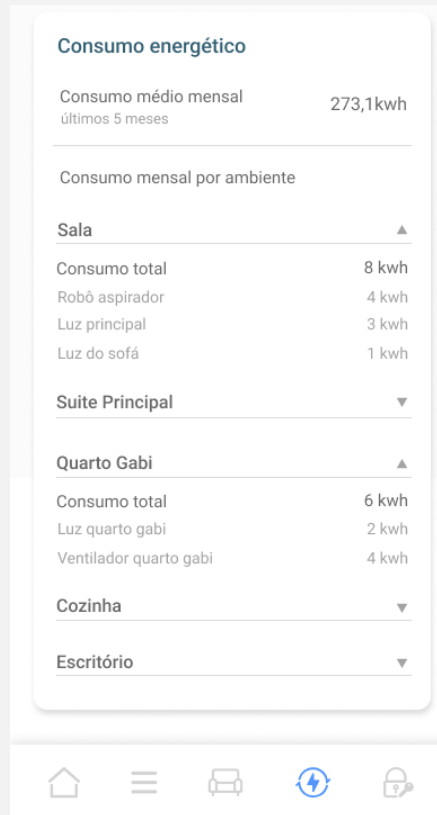 Consumo energético
Consumo médio mensal 273,1kwh
últimos 5 meses
Consumo mensal por ambiente
Sala
Consumo total 8 kwh
Robô aspirador 4 kwh
Luz principal 3 kwh
Luz do sofá 1 kwh
Suite Principal
Quarto Gabi
Consumo total 6 kwh
Luz quarto gabi 2 kwh
Ventilador quarto gabi 4 kwh
Cozinha
Escritório